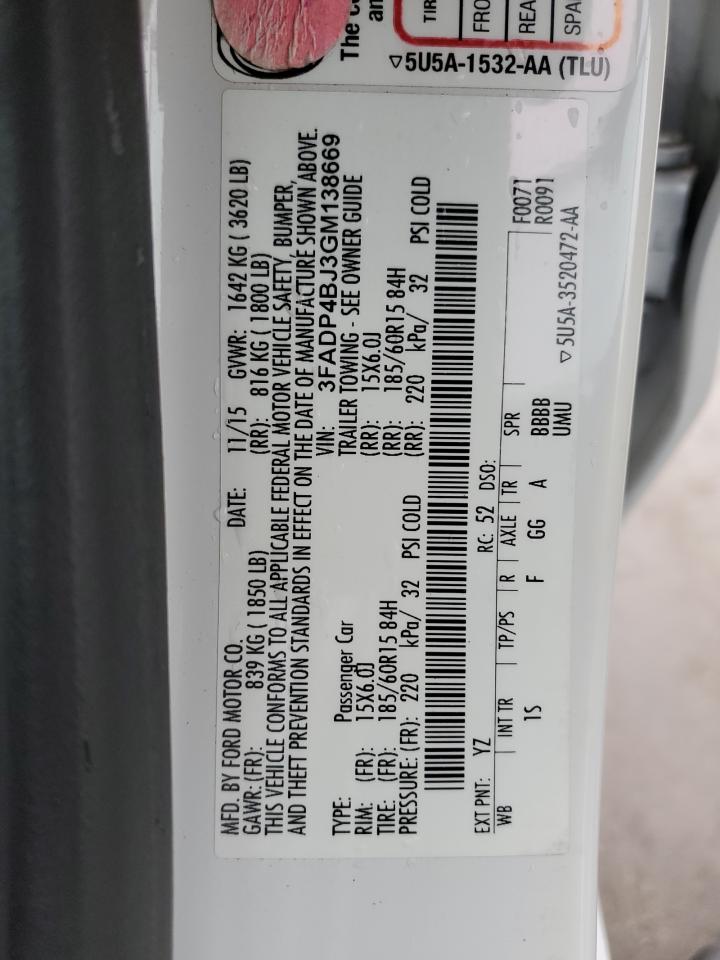 The
an
TIR
FRO
REA
SPA
▽5U5A-1532-AA (TLU)
MFD. BY FORD MOTOR CO.
DATE: 11/15 GVWR: 1642 KG ( 3620 LB)
GAWR: (FR): 839 KG ( 1850 LB) (RR): 816 KG ( 1800 LB)
THIS VEHICLE CONFORMS TO ALL APPLICABLE FEDERAL MOTOR VEHICLE SAFETY, BUMPER,
AND THEFT PREVENTION STANDARDS IN EFFECT ON THE DATE OF MANUFACTURE SHOWN ABOVE.
VIN: 3FADP4BJ3GM138669
TYPE: Passenger Car TRAILER TOWING - SEE OWNER GUIDE
RIM: (FR): 15X6.0J (RR): 15X6.0J
TIRE: (FR): 185/60R15 84H (RR): 185/60R15 84H
PRESSURE: (FR): 220 kPa/ 32 PSI COLD (RR): 220 kPa/ 32 PSI COLD
EXT PNT: YZ RC: 52 DSO:
WB INT TR TP/PS R AXLE TR SPR F0071
1S F GG A BBBB R0091
UMU
▽5U5A-3520472-AA